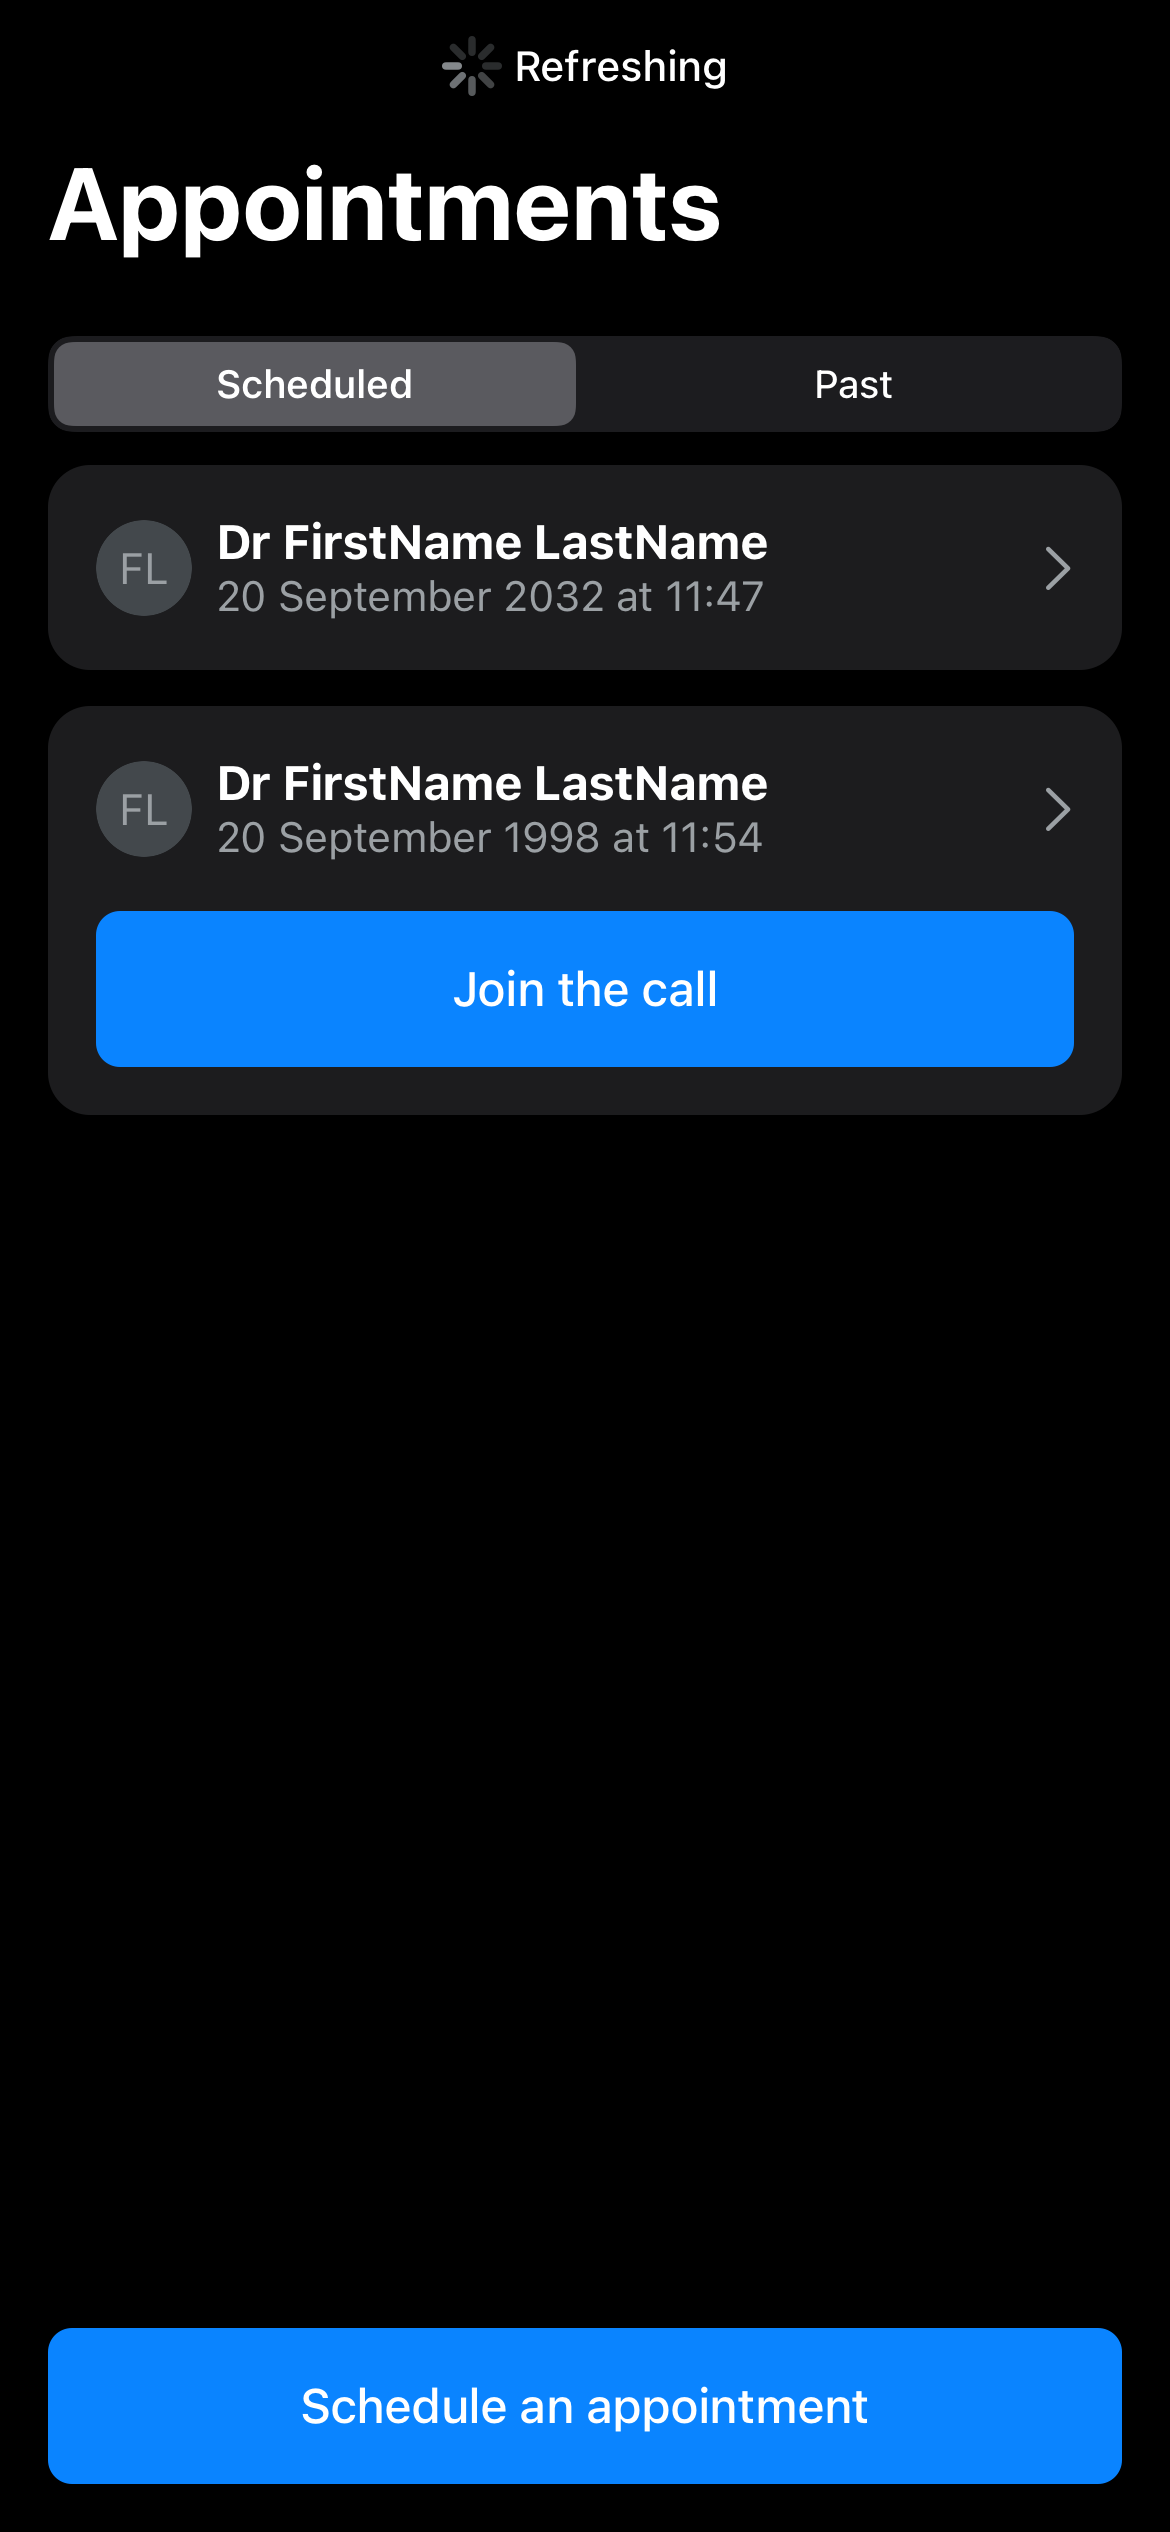 Refreshing
Appointments
Scheduled
Past
FL
Dr FirstName LastName
20 September 2032 at 11:47
FL
Dr FirstName LastName
20 September 1998 at 11:54
Join the call
Schedule an appointment